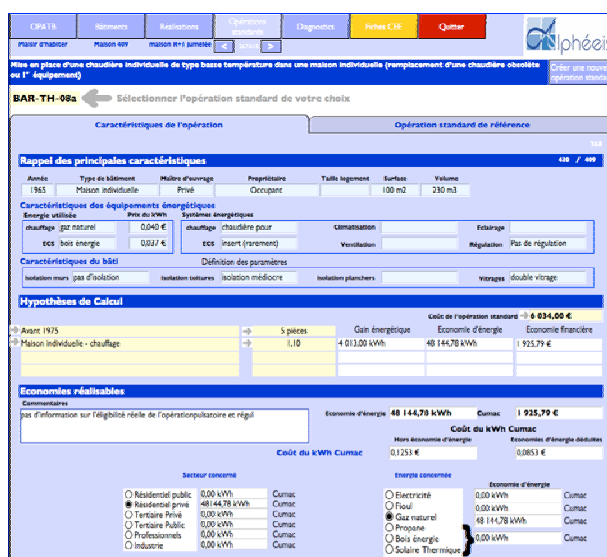 CIPATB Bâtiments Réalisations Opérations standards Diagnostics Fiches CEE Quitter
Plaisir d'habiter Maison 409 maison R+1 jumelée < > lphéeis
Mise en place d'une chaudière individuelle de type basse température dans une maison individuelle (remplacement d'une chaudière obsolète ou 1er équipement)
Créer une nouve
opération standa
BAR-TH-08a Sélectionner l'opération standard de votre choix
Caractéristiques de l'opération Opération standard de référence
Rappel des principales caractéristiques 430 / 409
Année Type de bâtiment Maître d'ouvrage Propriétaire Taille logement Surface Volume
1965 Maison individuelle Privé Occupant 100 m2 230 m3
Caractéristiques des équipements énergétiques
Energie utilisée Prix du kWh Systèmes énergétiques
chauffage gaz naturel 0,040 € chauffage chaudière pour Climatisation Eclairage
ECS bois énergie 0,037 € ECS insert (rarement) Ventilation Régulation Pas de régulation
Caractéristiques du bâti Définition des paramètres
isolation murs pas d'isolation isolation toitures isolation médiocre isolation planchers Vitrages double vitrage
Hypothèses de Calcul
Coût de l'opération standard 6 034,00 €
Avant 1975 5 pièces Gain énergétique Economie d'énergie Economie financière
Maison Individuelle - chauffage 1,10 4 013,00 kWh 48 144,78 kWh 1 925,79 €
Economies réalisables
Commentaires
pas d'information sur l'éligibilité réelle de l'opérationpulsatoire et régul
Economie d'énergie 48 144,78 kWh Cumac 1 925,79 €
Coût du kWh Cumac
Hors économie d'énergie Economies d'énergie déduites
Coût du kWh Cumac 0,1253 € 0,0853 €
Secteur concerné Energie concernée
Economie d'énergie
Résidentiel public 0,00 kWh Cumac Electricité 0,00 kWh Cumac
Résidentiel privé 48144,78 kWh Cumac Fioul 0,00 kWh Cumac
Tertiaire Privé 0,00 kWh Cumac Gaz naturel 48 144,78 kWh Cumac
Tertiaire Public 0,00 kWh Cumac Propane
Professionnels 0,00 kWh Cumac Bois énergie 0,00 kWh Cumac
Industrie 0,00 kWh Cumac Solaire Thermique